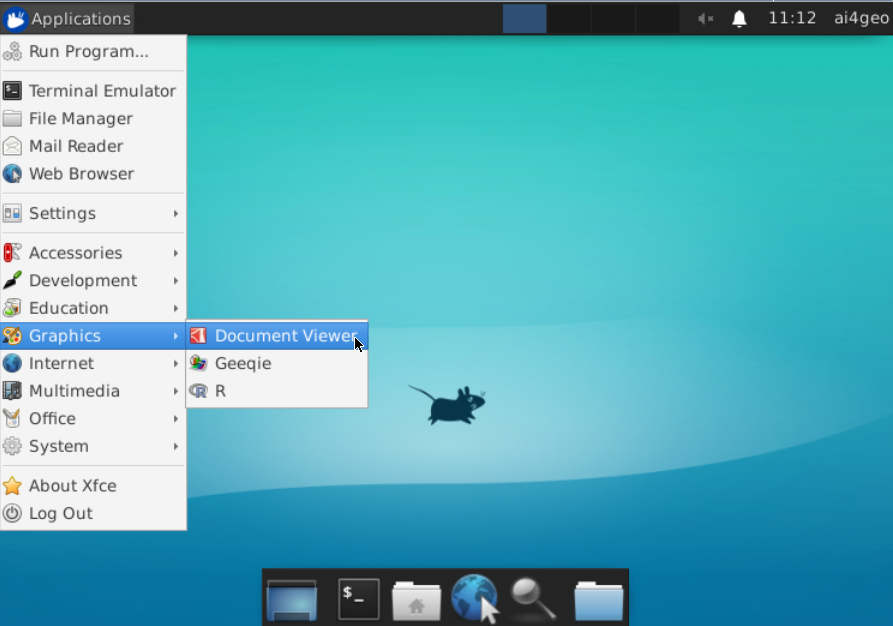 Applications
11:12
ai4geo
Run Program...
Terminal Emulator
File Manager
Mail Reader
Web Browser
Settings
Accessories
Development
Education
Graphics
Document Viewer
Internet
Geeqie
Multimedia
R
Office
System
About Xfce
Log Out
$_